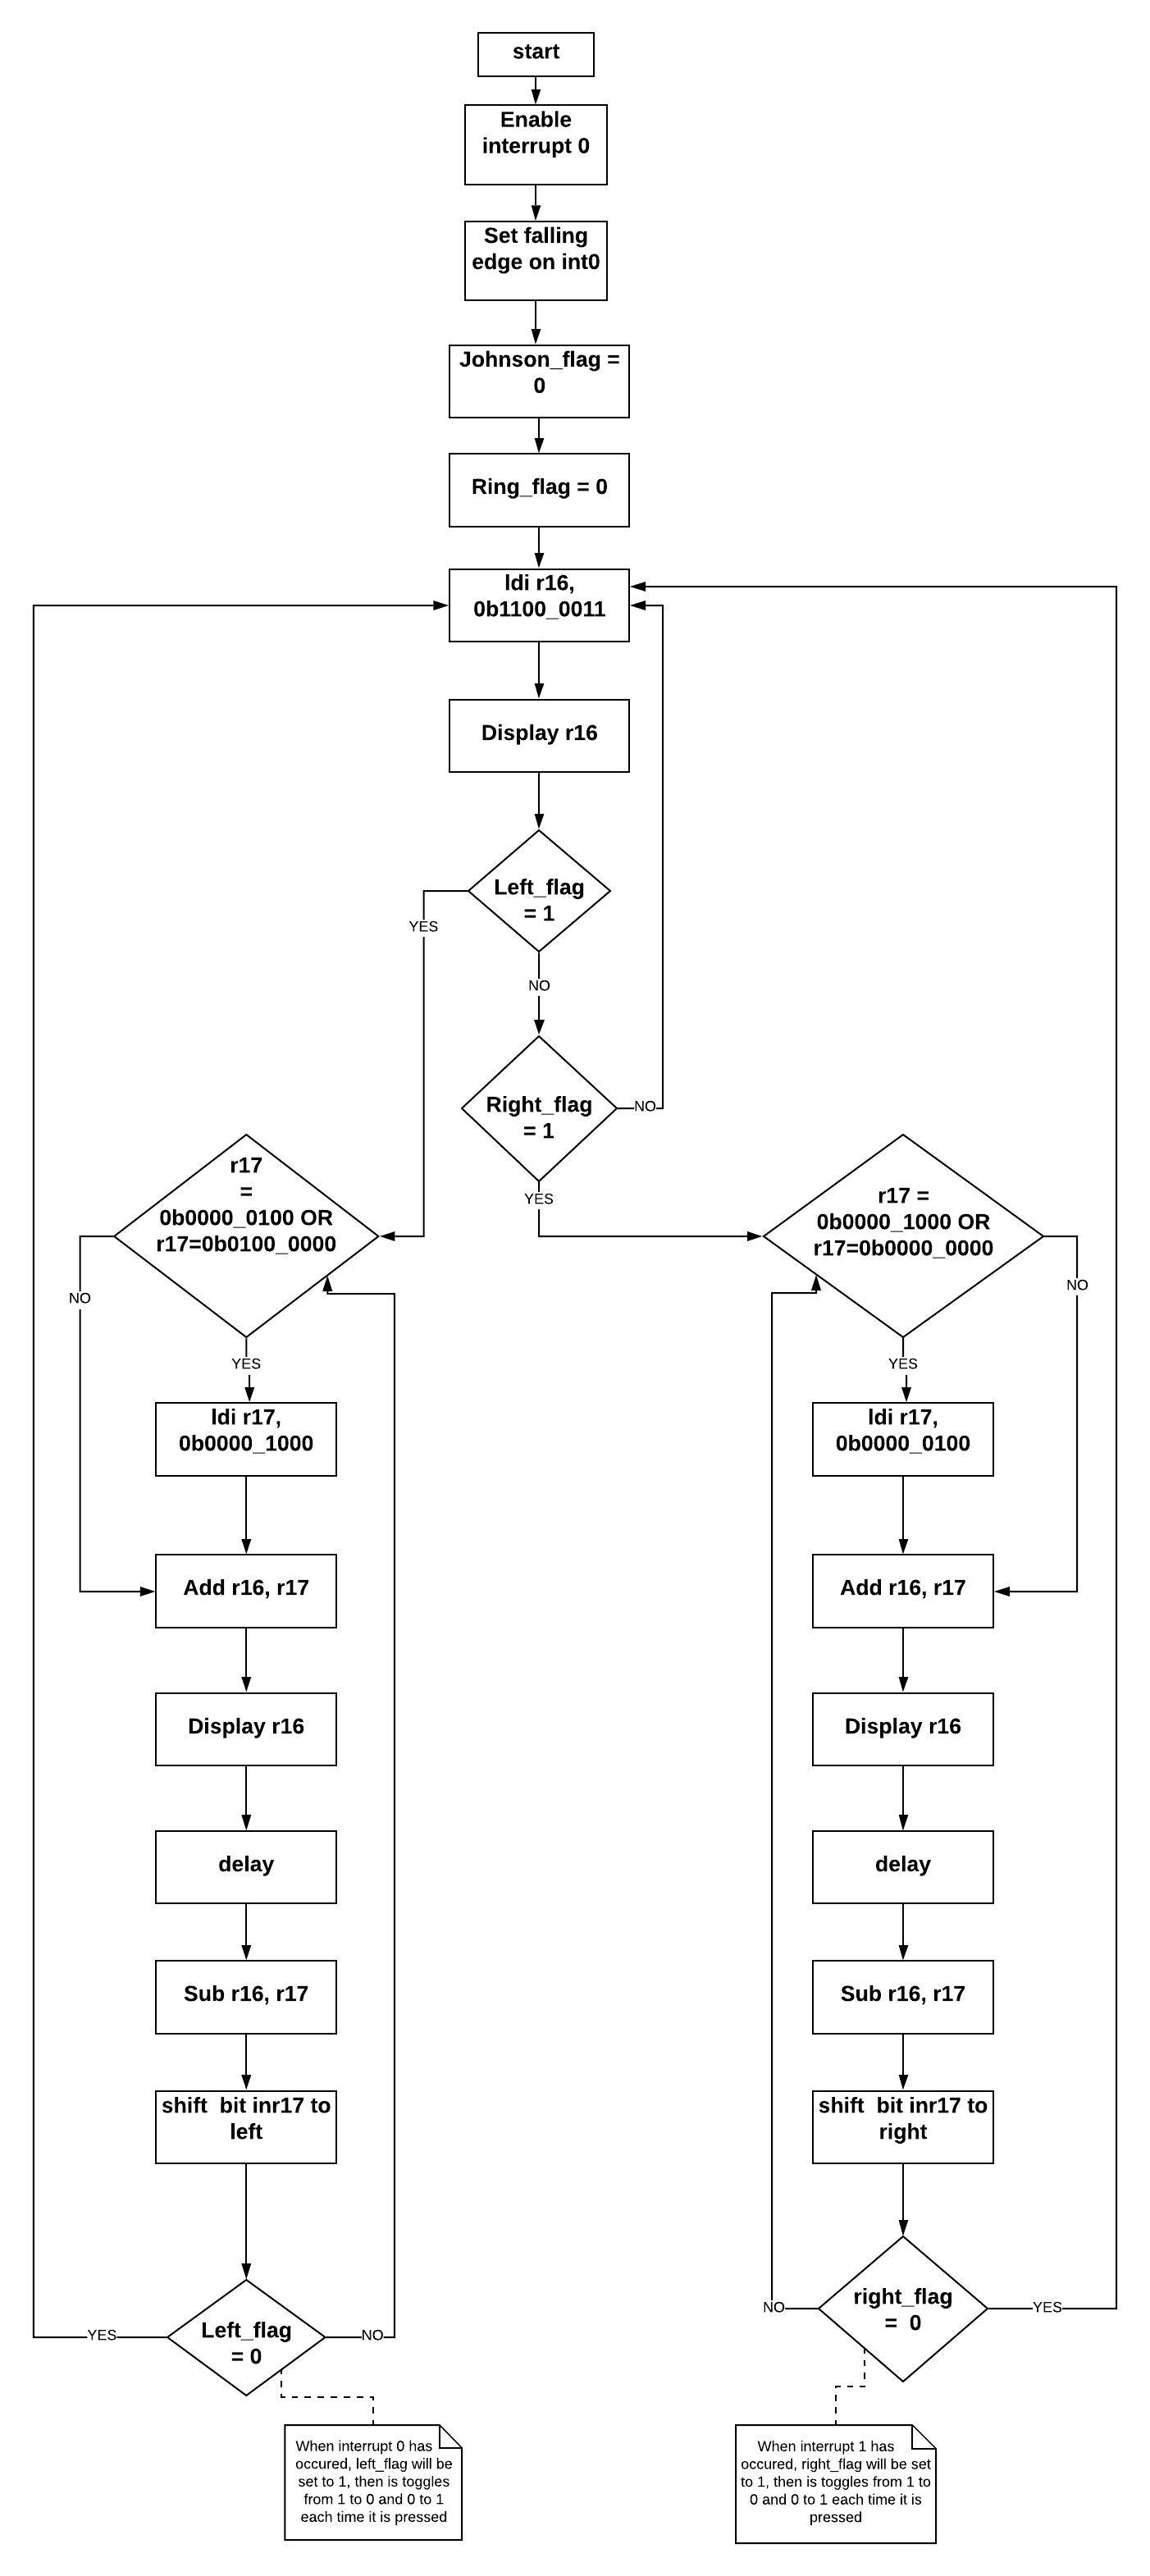 start
Enable
interrupt 0
Set falling
edge on int0
Johnson_flag =
0
Ring_flag = 0
ldi r16,
0b1100_0011
Display r16
Left_flag
= 1
YES
NO
Right_flag
= 1
NO
YES
r17
=
0b0000_0100 OR
r17=0b0100_0000
NO
YES
ldi r17,
0b0000_1000
Add r16, r17
Display r16
delay
Sub r16, r17
shift  bit inr17 to
left
Left_flag
= 0
YES
NO
When interrupt 0 has
occured, left_flag will be
set to 1, then is toggles
from 1 to 0 and 0 to 1
each time it is pressed
r17 =
0b0000_1000 OR
r17=0b0000_0000
NO
YES
ldi r17,
0b0000_0100
Add r16, r17
Display r16
delay
Sub r16, r17
shift  bit inr17 to
right
right_flag
=  0
NO
YES
When interrupt 1 has
occured, right_flag will be set
to 1, then is toggles from 1 to
0 and 0 to 1 each time it is
pressed